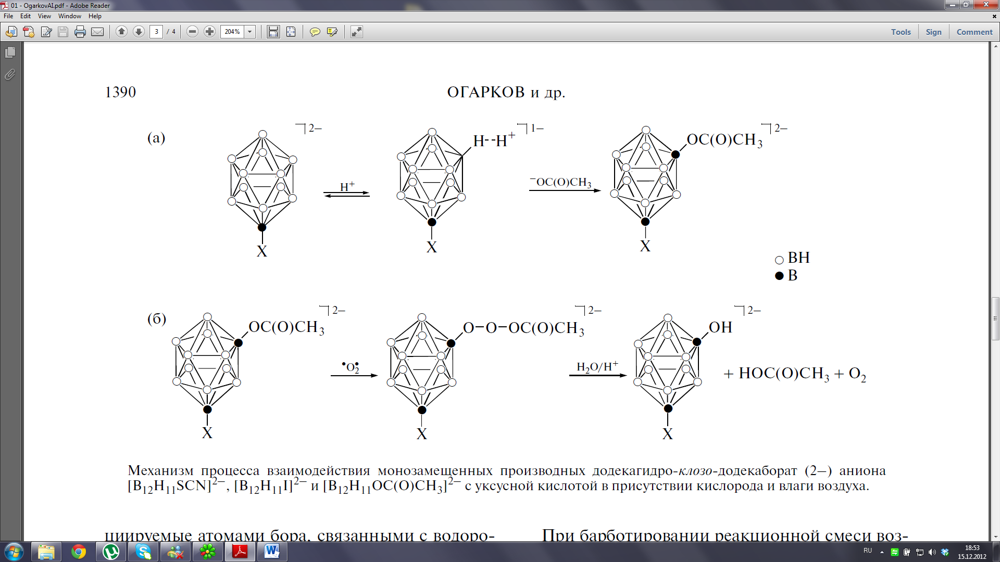 01 - OgarkovAI.pdf - Adobe Reader
File Edit View Window Help
3 / 4 204% Tools Sign Comment
1390 ОГАРКОВ и др.
(а) 2– 1– 2–
H--H⁺ OC(O)CH₃
H⁺ ⁻OC(O)CH₃
X X X
○ BH
● B
(б) 2– 2– 2–
OC(O)CH₃ O–O–OC(O)CH₃ OH
•O₂• H₂O/H⁺ + HOC(O)CH₃ + O₂
X X X
Механизм процесса взаимодействия монозамещенных производных додекагидро-клозо-додекаборат (2–) аниона
[B₁₂H₁₁SCN]²⁻, [B₁₂H₁₁I]²⁻ и [B₁₂H₁₁OC(O)CH₃]²⁻ с уксусной кислотой в присутствии кислорода и влаги воздуха.
циируемые атомами бора, связанными с водоро-
При барботировании реакционной смеси воз-
RU 18:53
15.12.2012